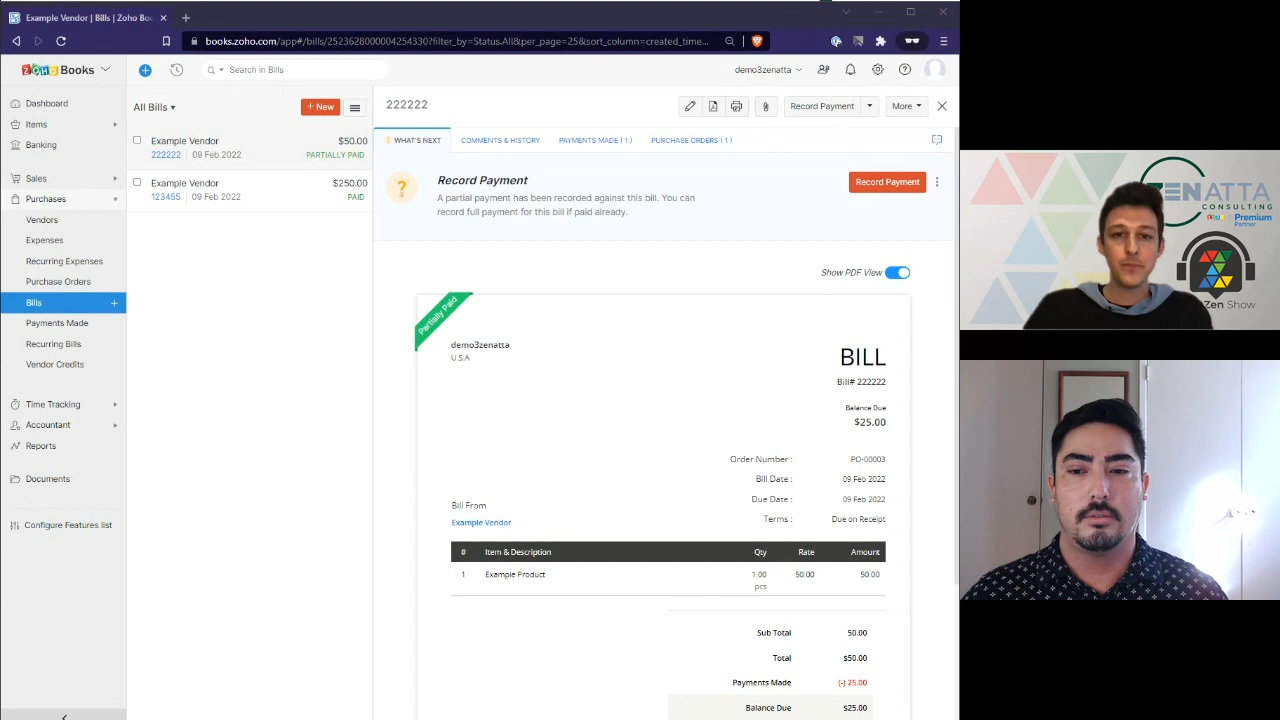 Example Vendor | Bills | Zoho Boo
books.zoho.com/app#/bills/2523628000004254330?filter_by=Status.All&per_page=25&sort_column=created_time...
ZOHO Books
Search in Bills
demo3zenatta
Dashboard
Items
Banking
Sales
Purchases
Vendors
Expenses
Recurring Expenses
Purchase Orders
Bills
Payments Made
Recurring Bills
Vendor Credits
Time Tracking
Accountant
Reports
Documents
Configure Features list
All Bills
+ New
Example Vendor $50.00
222222 | 09 Feb 2022 PARTIALLY PAID
Example Vendor $250.00
123455 | 09 Feb 2022 PAID
222222
Record Payment
More
WHAT'S NEXT COMMENTS & HISTORY PAYMENTS MADE ( 1 ) PURCHASE ORDERS ( 1 )
Record Payment
A partial payment has been recorded against this bill. You can
record full payment for this bill if paid already.
Record Payment
Show PDF View
Partially Paid
demo3zenatta
U.S.A
BILL
Bill# 222222
Balance Due
$25.00
Order Number : PO-00003
Bill Date : 09 Feb 2022
Due Date : 09 Feb 2022
Terms : Due on Receipt
Bill From
Example Vendor
# Item & Description Qty Rate Amount
1 Example Product 1.00 50.00 50.00
pcs
Sub Total 50.00
Total $50.00
Payments Made (-) 25.00
Balance Due $25.00
ZENATTA
CONSULTING
Premium
Partner
Zen Show